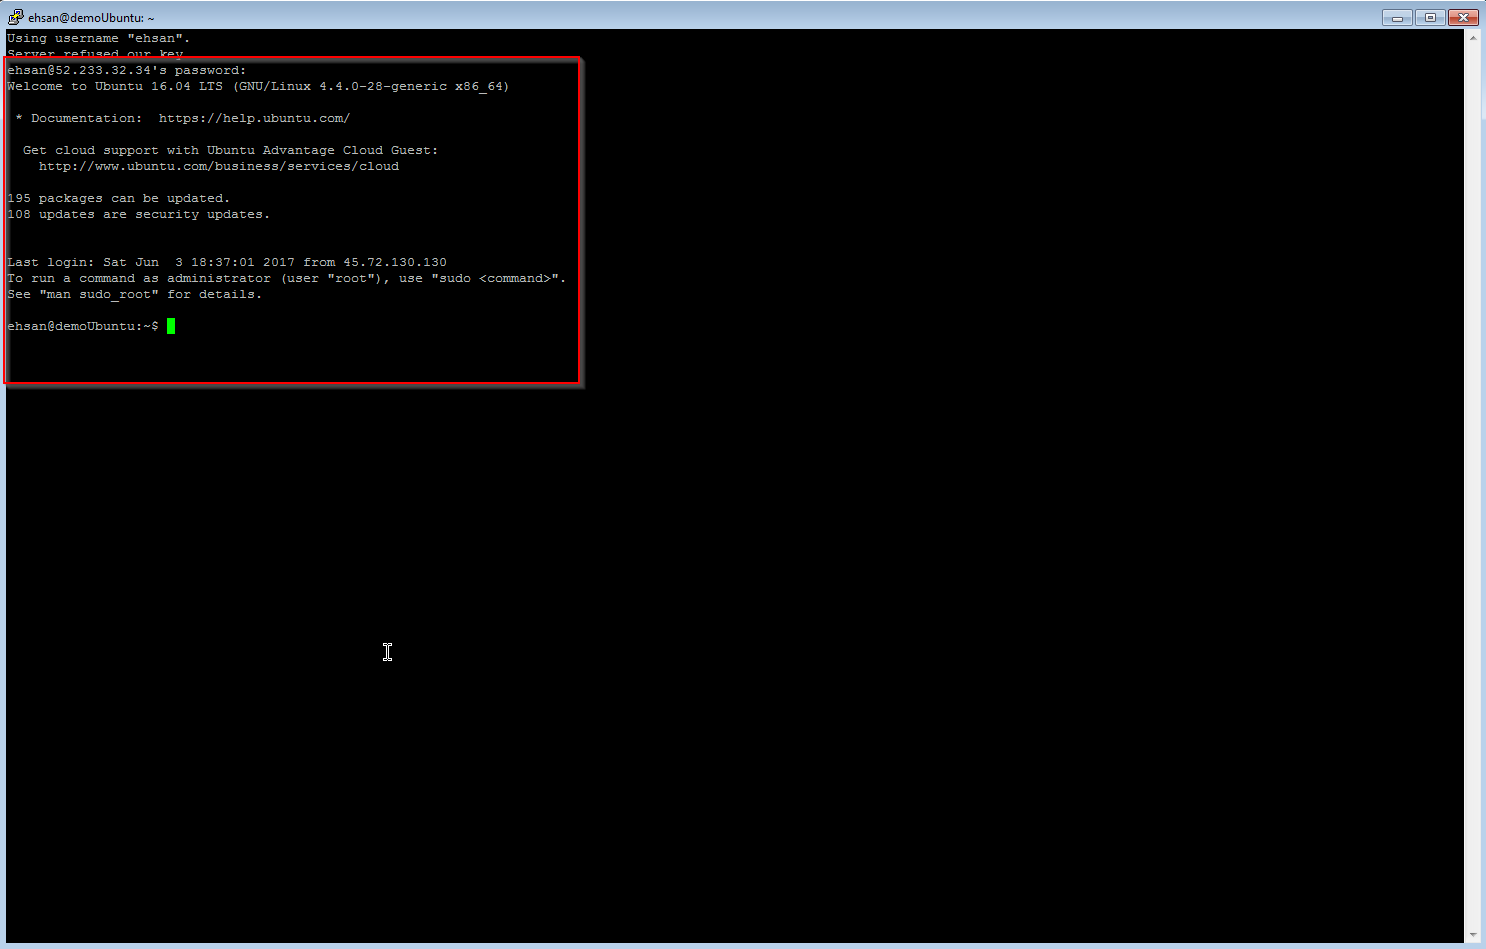 ehsan@demoUbuntu: ~
Using username "ehsan".
Server refused our key
ehsan@52.233.32.34's password:
Welcome to Ubuntu 16.04 LTS (GNU/Linux 4.4.0-28-generic x86_64)
* Documentation:  https://help.ubuntu.com/
Get cloud support with Ubuntu Advantage Cloud Guest:
http://www.ubuntu.com/business/services/cloud
195 packages can be updated.
108 updates are security updates.
Last login: Sat Jun  3 18:37:01 2017 from 45.72.130.130
To run a command as administrator (user "root"), use "sudo <command>".
See "man sudo_root" for details.
ehsan@demoUbuntu:~$